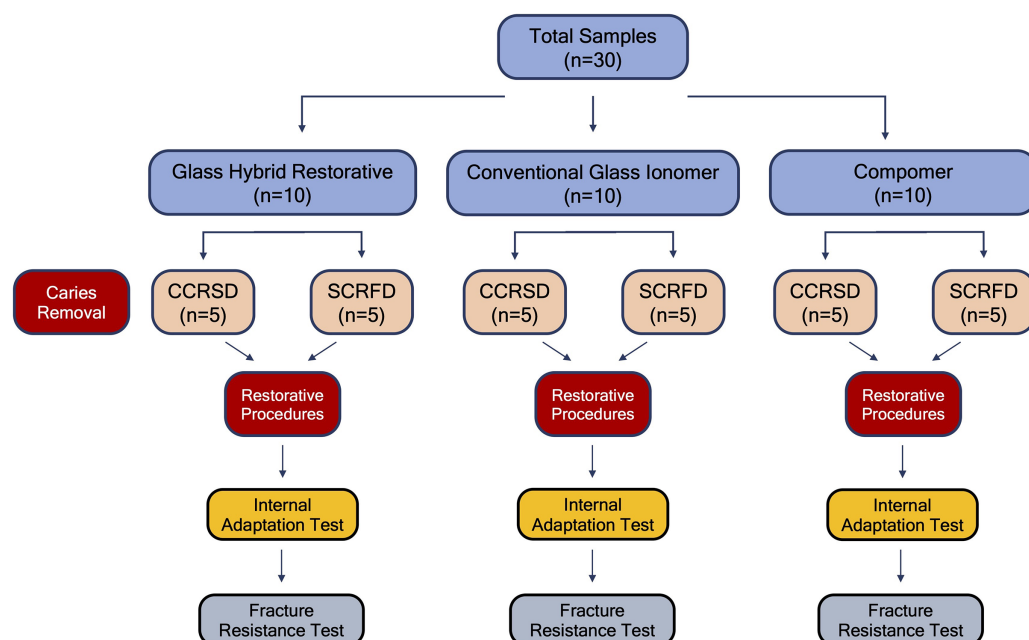 Total Samples
(n=30)
Glass Hybrid Restorative
(n=10)
Conventional Glass Ionomer
(n=10)
Compomer
(n=10)
Caries
Removal
CCRSD
(n=5)
SCRFD
(n=5)
CCRSD
(n=5)
SCRFD
(n=5)
CCRSD
(n=5)
SCRFD
(n=5)
Restorative
Procedures
Restorative
Procedures
Restorative
Procedures
Internal
Adaptation Test
Internal
Adaptation Test
Internal
Adaptation Test
Fracture
Resistance Test
Fracture
Resistance Test
Fracture
Resistance Test